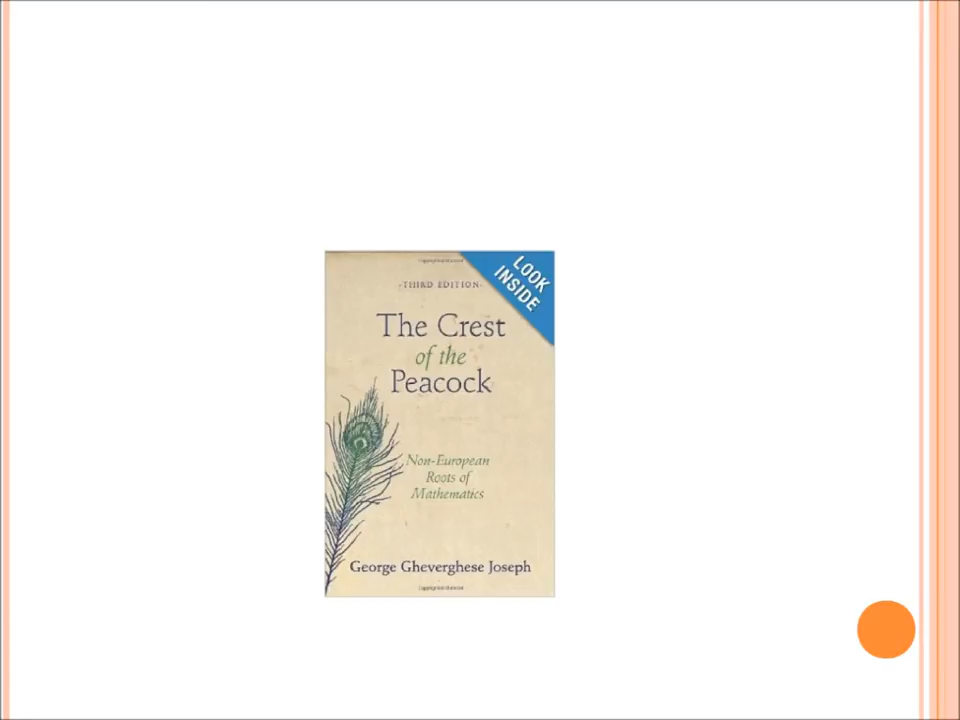 LOOK
INSIDE
·THIRD EDITION·
The Crest
of the
Peacock
Non-European
Roots of
Mathematics
George Gheverghese Joseph